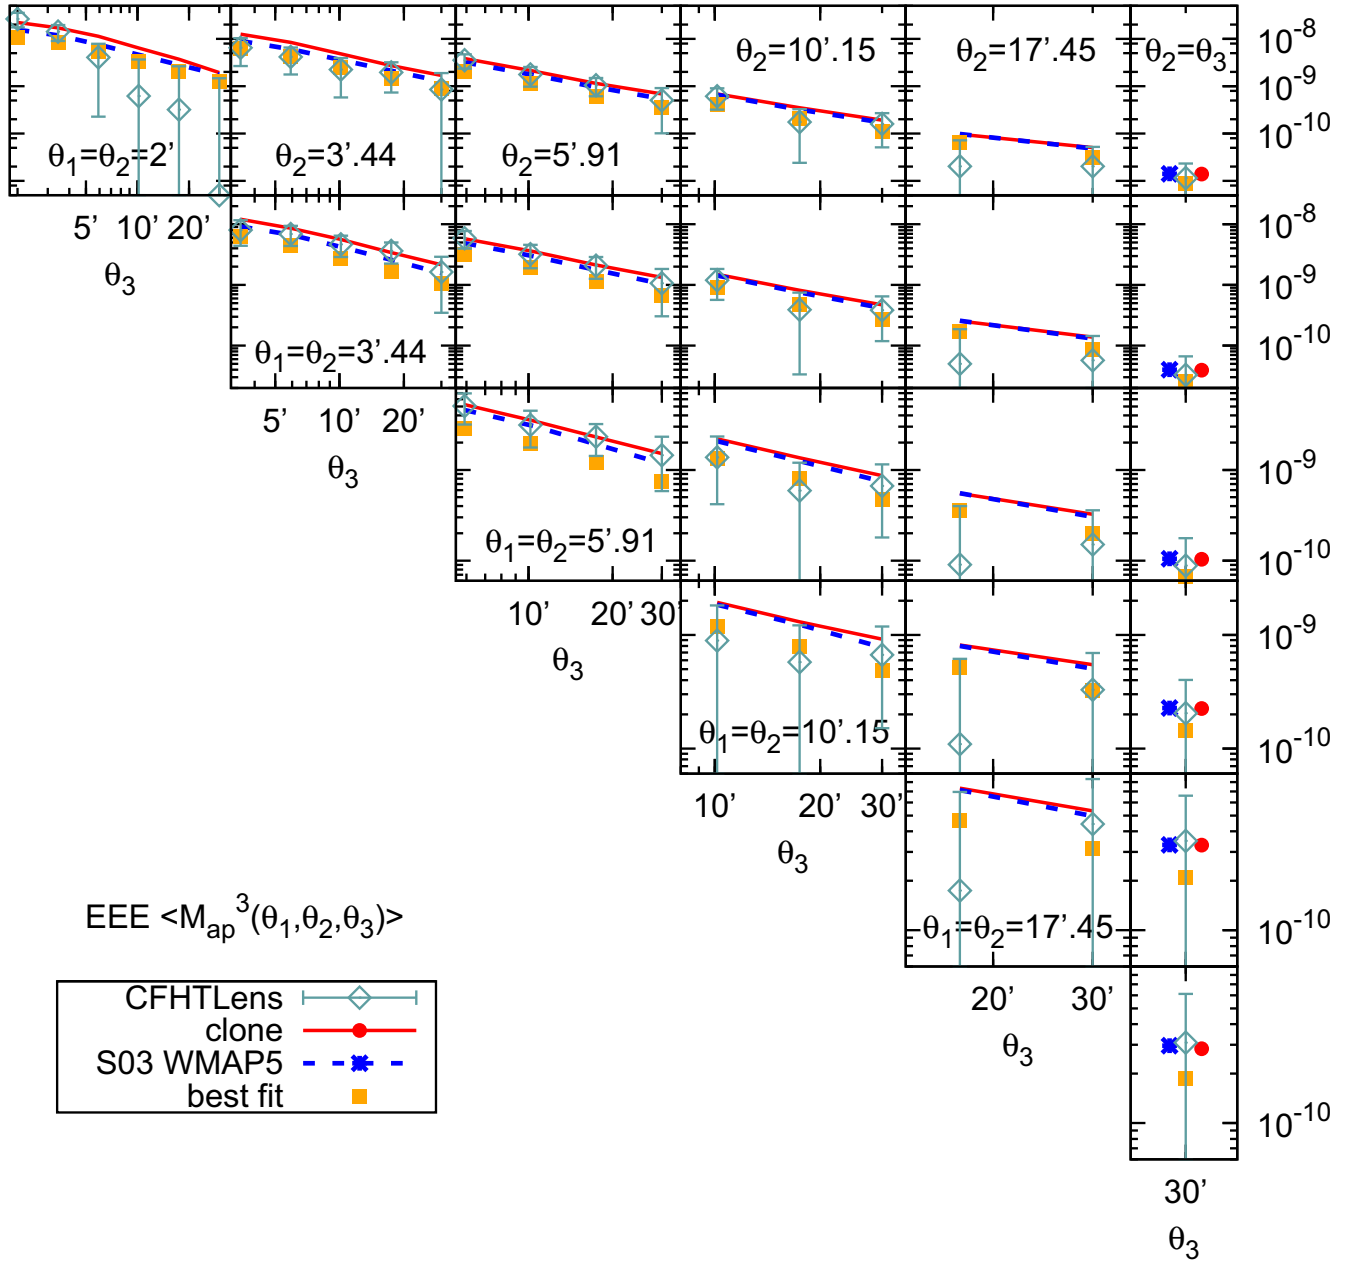 θ₂=10'.15
θ₂=17'.45
θ₂=θ₃
10⁻⁸
10⁻⁹
10⁻¹⁰
θ₁=θ₂=2'
θ₂=3'.44
θ₂=5'.91
5' 10' 20'
θ₃
10⁻⁸
10⁻⁹
10⁻¹⁰
θ₁=θ₂=3'.44
5' 10' 20'
θ₃
10⁻⁹
10⁻¹⁰
θ₁=θ₂=5'.91
10' 20' 30'
θ₃
10⁻⁹
10⁻¹⁰
θ₁=θ₂=10'.15
10' 20' 30'
θ₃
10⁻¹⁰
θ₁=θ₂=17'.45
20' 30'
θ₃
10⁻¹⁰
30'
θ₃
EEE <Mₐₚ³(θ₁,θ₂,θ₃)>
CFHTLens
clone
S03 WMAP5
best fit